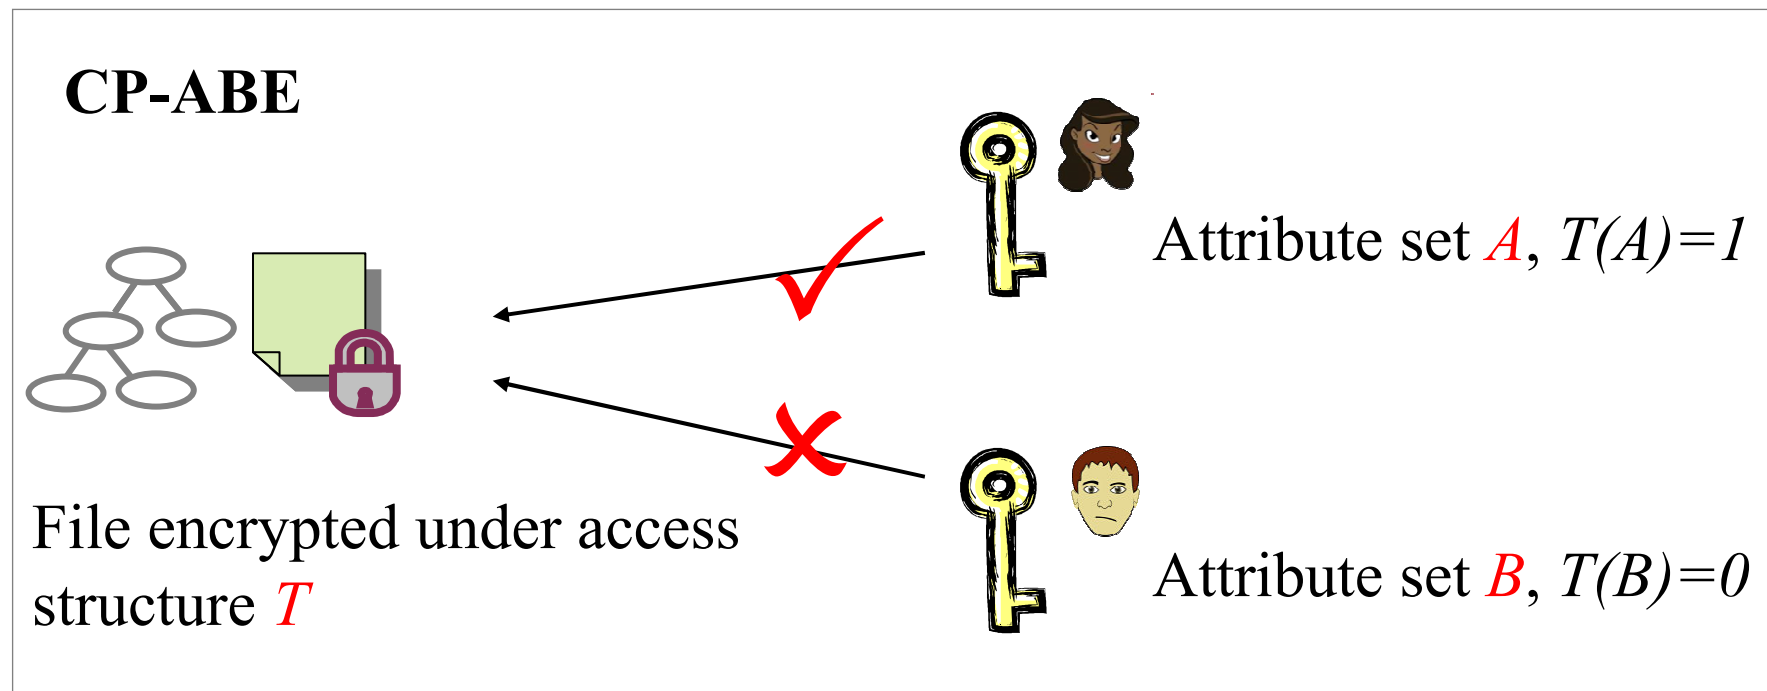 CP-ABE
Attribute set A, T(A)=1
File encrypted under access
structure T
Attribute set B, T(B)=0